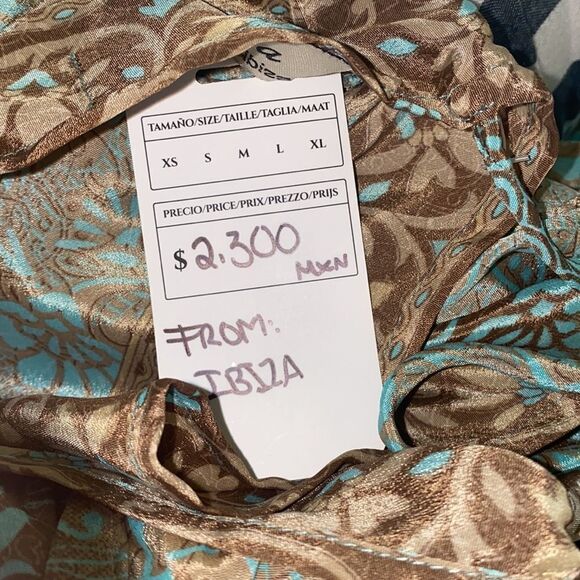 TAMAÑO/SIZE/TAILLE/TAGLIA/MAAT
XS S M L XL
PRECIO/PRICE/PRIX/PREZZO/PRIJS
$ 2.300
MXN
FROM:
IBIZA